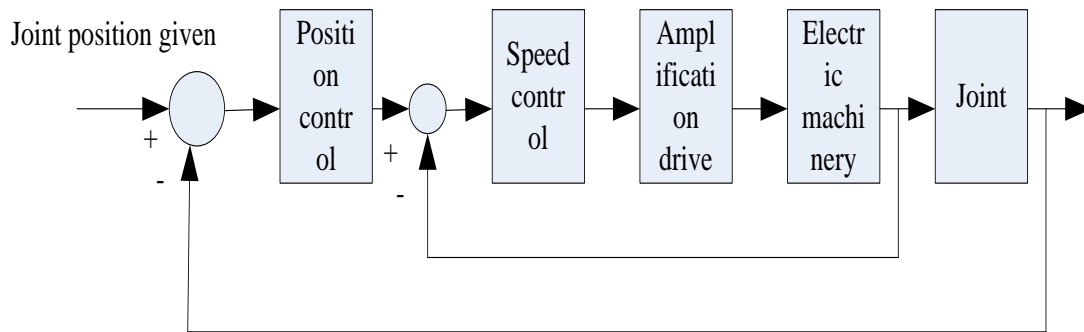 Joint position given
Positi
on
contr
ol
Speed
contr
ol
Ampl
ificati
on
drive
Electr
ic
machi
nery
Joint
+
-
+
-